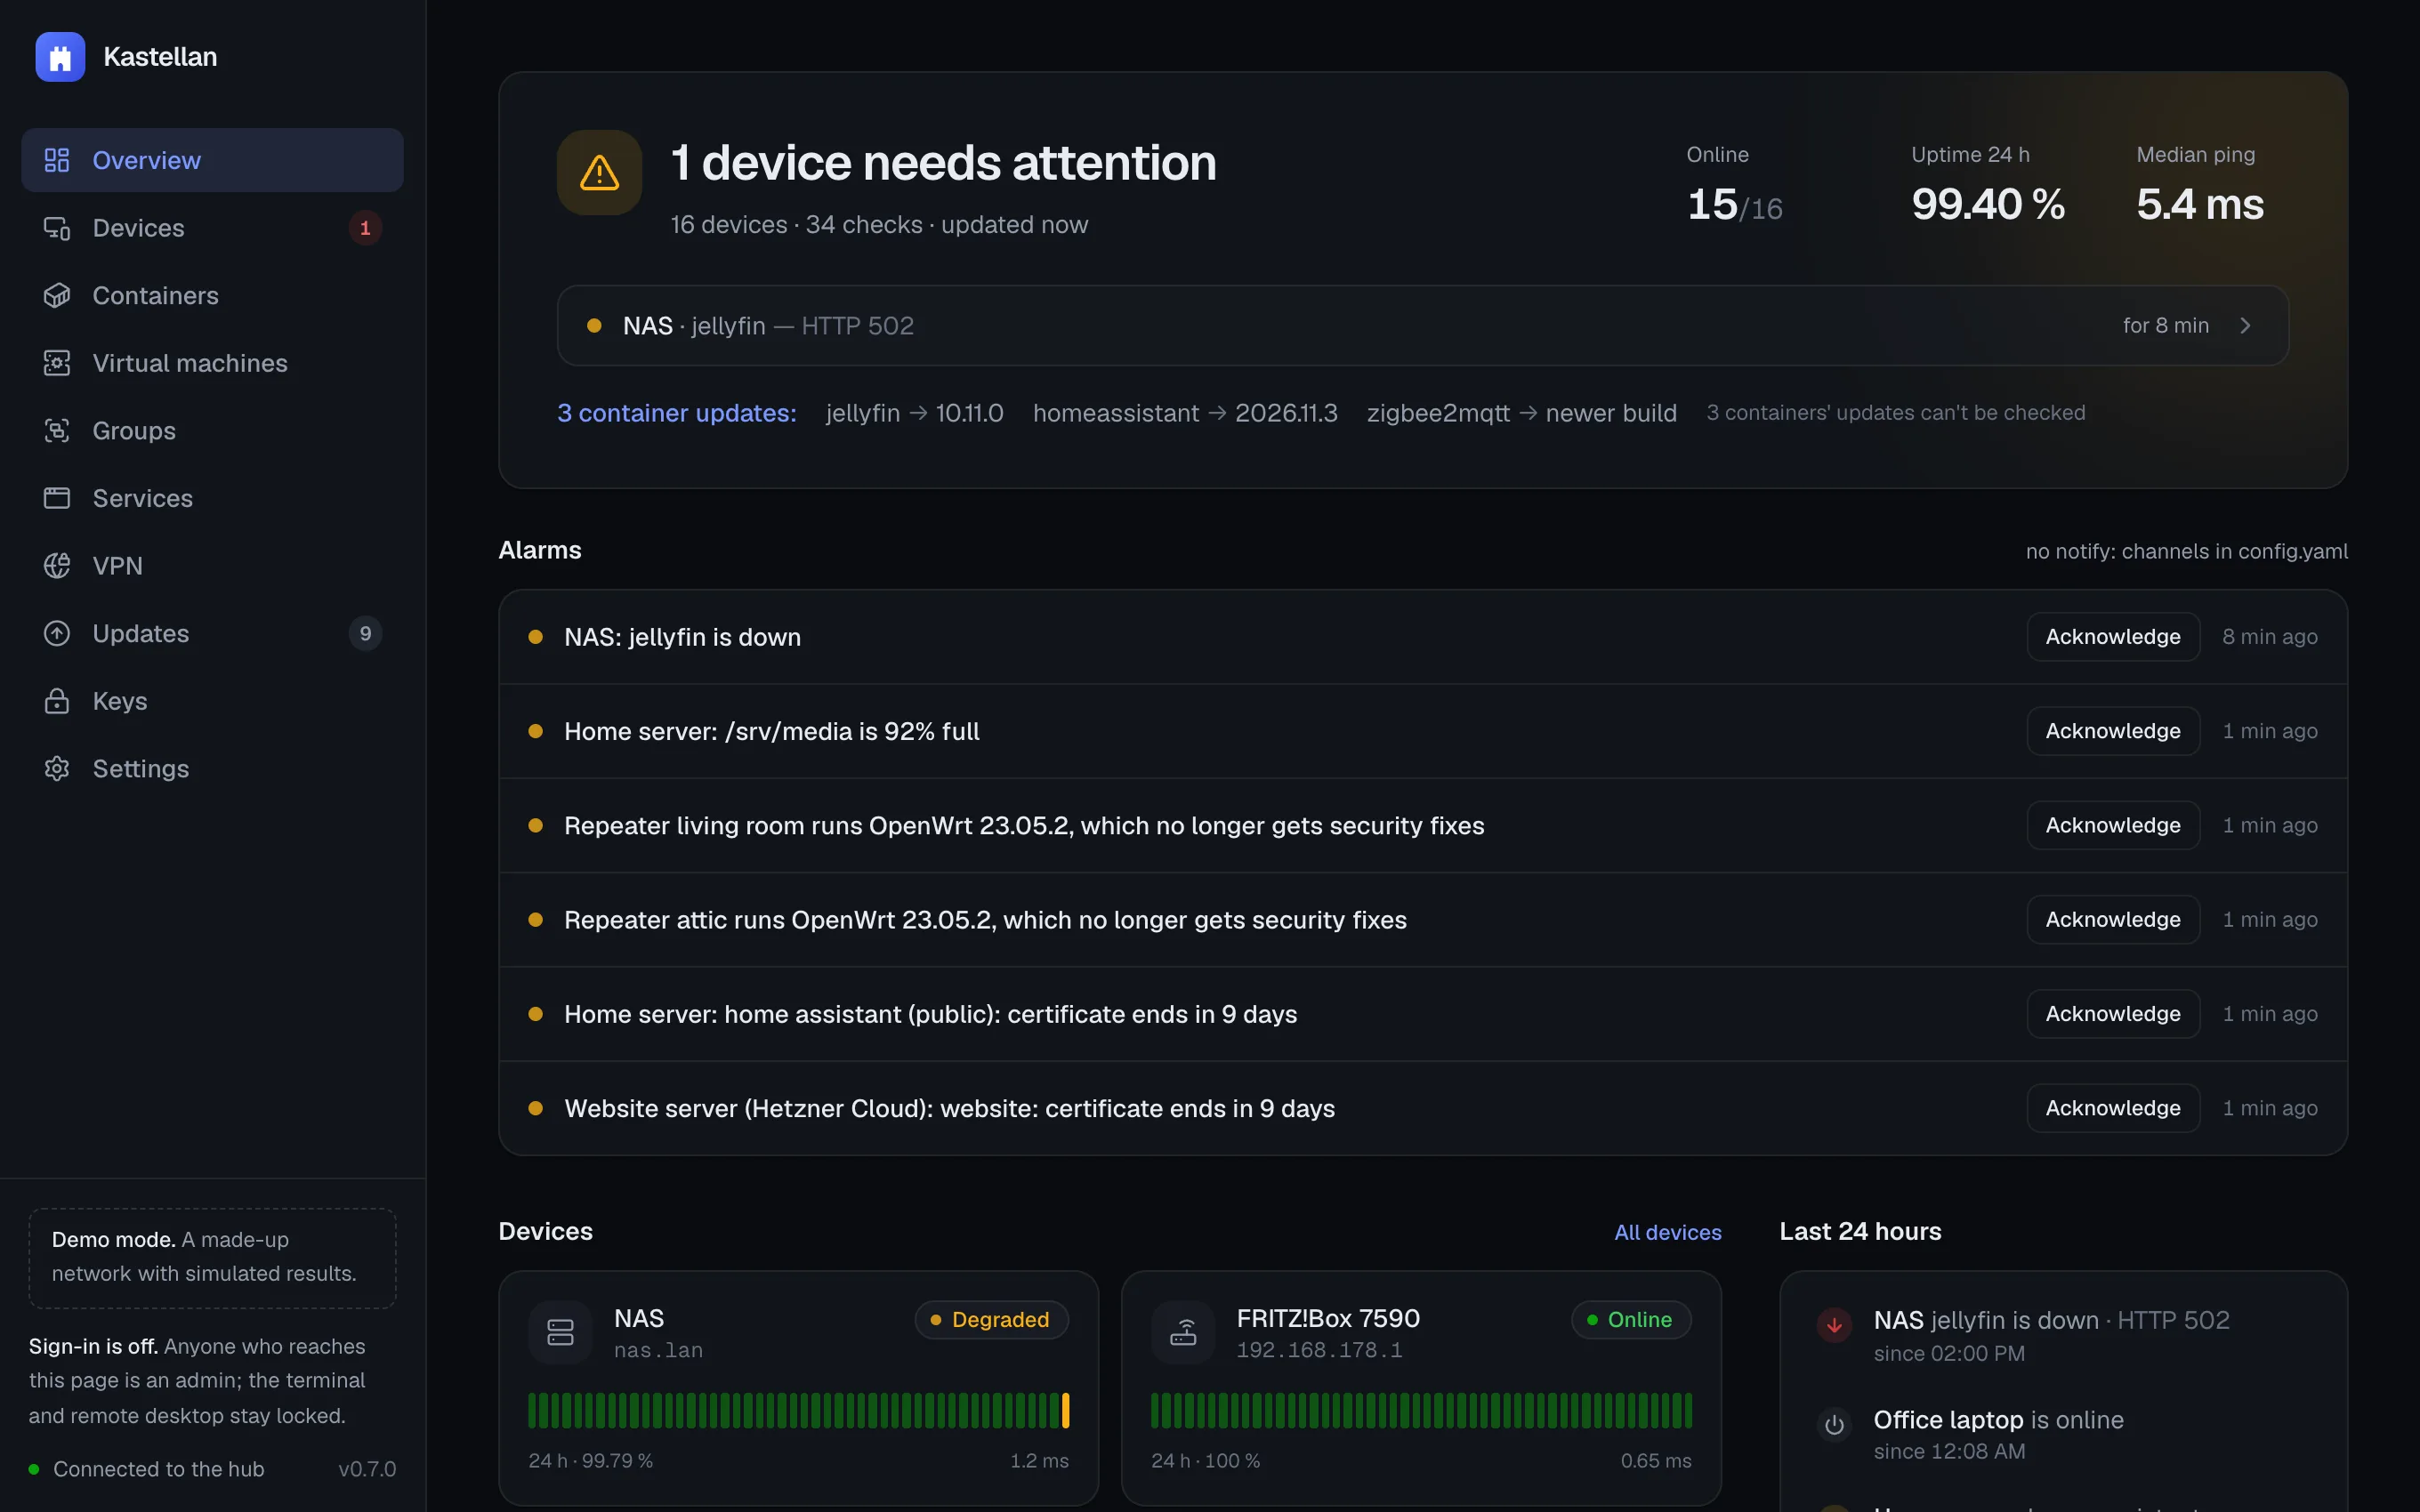 Kastellan
Overview
Devices 1
Containers
Virtual machines
Groups
Services
VPN
Updates 9
Keys
Settings
Demo mode. A made-up
network with simulated results.
Sign-in is off. Anyone who reaches
this page is an admin; the terminal
and remote desktop stay locked.
Connected to the hub v0.7.0
1 device needs attention
16 devices · 34 checks · updated now
Online
15/16
Uptime 24 h
99.40 %
Median ping
5.4 ms
NAS · jellyfin — HTTP 502 for 8 min
3 container updates: jellyfin → 10.11.0 homeassistant → 2026.11.3 zigbee2mqtt → newer build 3 containers' updates can't be checked
Alarms no notify: channels in config.yaml
NAS: jellyfin is down Acknowledge 8 min ago
Home server: /srv/media is 92% full Acknowledge 1 min ago
Repeater living room runs OpenWrt 23.05.2, which no longer gets security fixes Acknowledge 1 min ago
Repeater attic runs OpenWrt 23.05.2, which no longer gets security fixes Acknowledge 1 min ago
Home server: home assistant (public): certificate ends in 9 days Acknowledge 1 min ago
Website server (Hetzner Cloud): website: certificate ends in 9 days Acknowledge 1 min ago
Devices All devices
NAS Degraded
nas.lan
24 h · 99.79 % 1.2 ms
FRITZ!Box 7590 Online
192.168.178.1
24 h · 100 % 0.65 ms
Last 24 hours
NAS jellyfin is down · HTTP 502
since 02:00 PM
Office laptop is online
since 12:08 AM